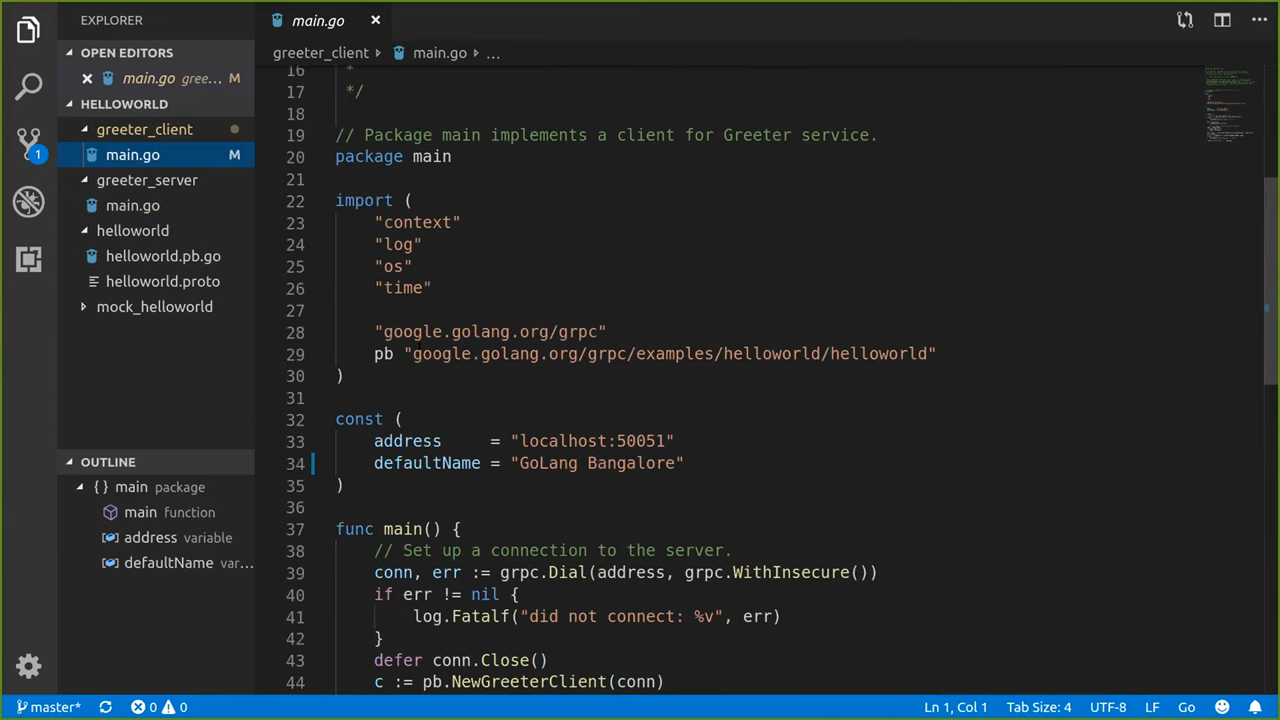 EXPLORER
OPEN EDITORS
main.go gree... M
HELLOWORLD
greeter_client
main.go M
greeter_server
main.go
helloworld
helloworld.pb.go
helloworld.proto
mock_helloworld
OUTLINE
main package
main function
address variable
defaultName var...
1
main.go
greeter_client main.go ...
16 *
17 */
18
19 // Package main implements a client for Greeter service.
20 package main
21
22 import (
23 "context"
24 "log"
25 "os"
26 "time"
27
28 "google.golang.org/grpc"
29 pb "google.golang.org/grpc/examples/helloworld/helloworld"
30 )
31
32 const (
33 address = "localhost:50051"
34 defaultName = "GoLang Bangalore"
35 )
36
37 func main() {
38 // Set up a connection to the server.
39 conn, err := grpc.Dial(address, grpc.WithInsecure())
40 if err != nil {
41 log.Fatalf("did not connect: %v", err)
42 }
43 defer conn.Close()
44 c := pb.NewGreeterClient(conn)
master* 0 0 Ln 1, Col 1 Tab Size: 4 UTF-8 LF Go